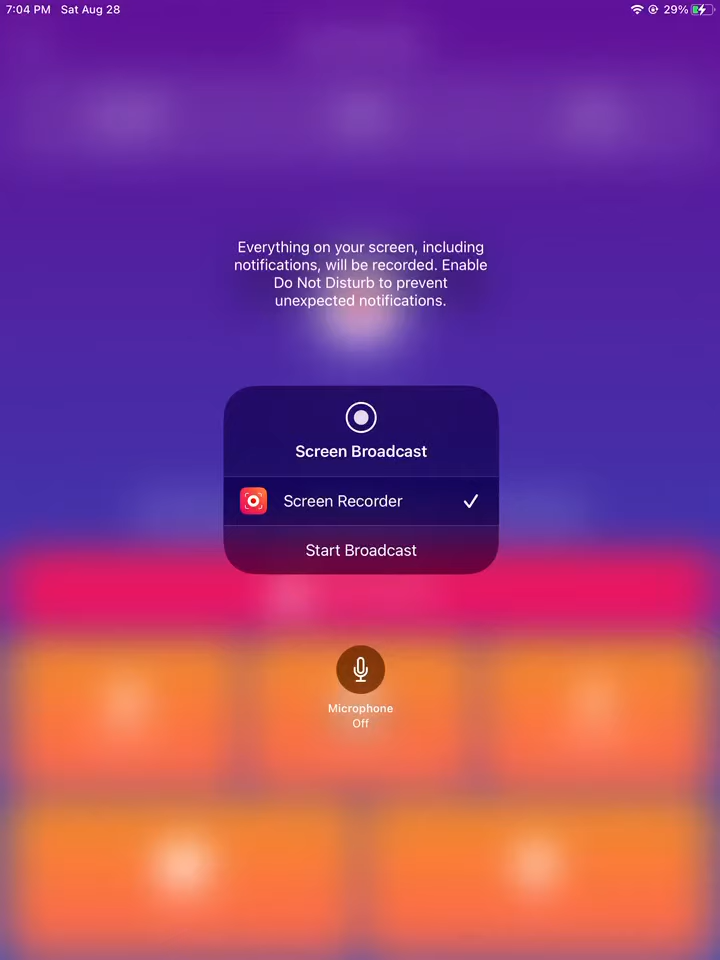 7:04 PM Sat Aug 28
29%
Everything on your screen, including
notifications, will be recorded. Enable
Do Not Disturb to prevent
unexpected notifications.
Screen Broadcast
Screen Recorder
Start Broadcast
Microphone
Off